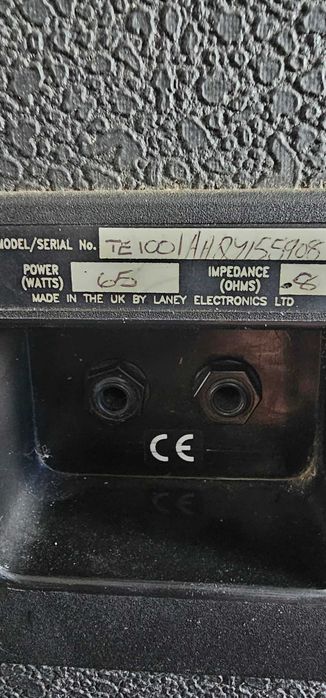 MODEL/SERIAL No. TE100/AHRY155908
POWER (WATTS) 65 IMPEDANCE (OHMS) 8
MADE IN THE UK BY LANEY ELECTRONICS LTD
CE